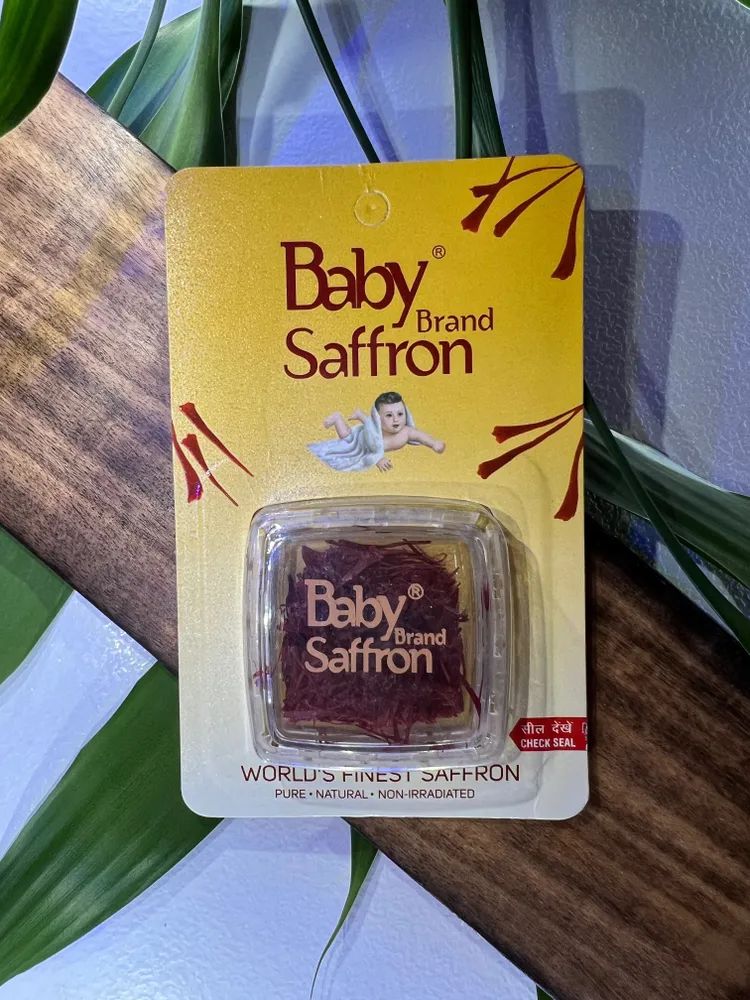 Baby®
Brand
Saffron
Baby®
Brand
Saffron
सील देखें
CHECK SEAL
WORLD'S FINEST SAFFRON
PURE • NATURAL • NON-IRRADIATED